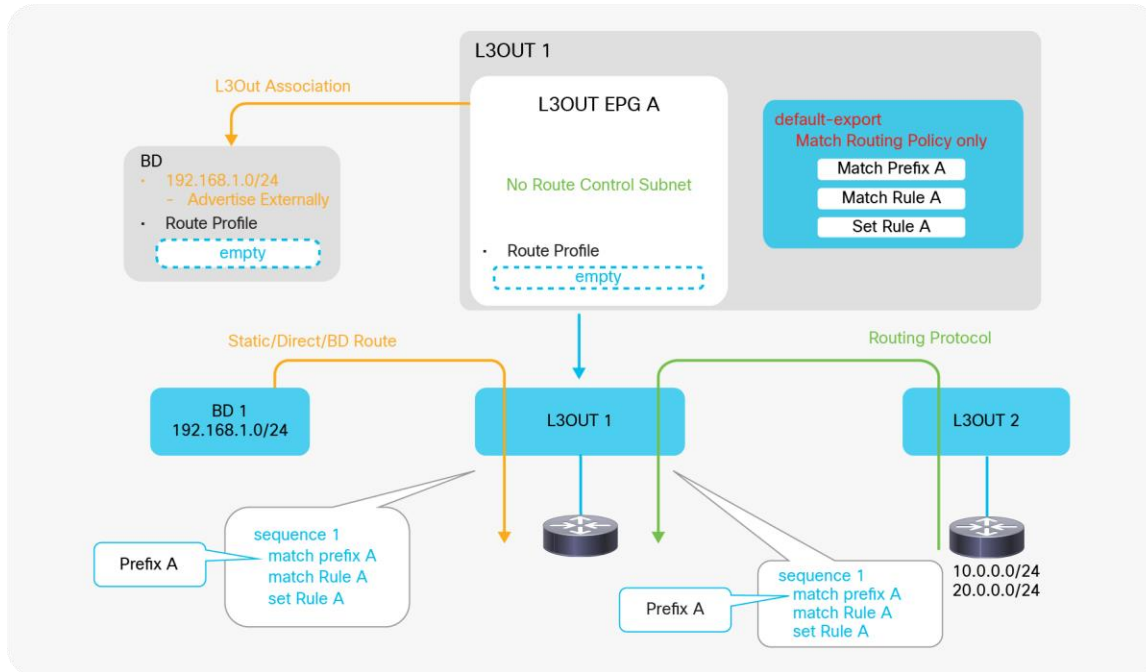 L3OUT 1
L3Out Association
L3OUT EPG A
No Route Control Subnet
· Route Profile
empty
default-export
Match Routing Policy only
Match Prefix A
Match Rule A
Set Rule A
BD
· 192.168.1.0/24
- Advertise Externally
· Route Profile
empty
Static/Direct/BD Route
Routing Protocol
BD 1
192.168.1.0/24
L3OUT 1
L3OUT 2
Prefix A
sequence 1
match prefix A
match Rule A
set Rule A
Prefix A
sequence 1
match prefix A
match Rule A
set Rule A
10.0.0.0/24
20.0.0.0/24